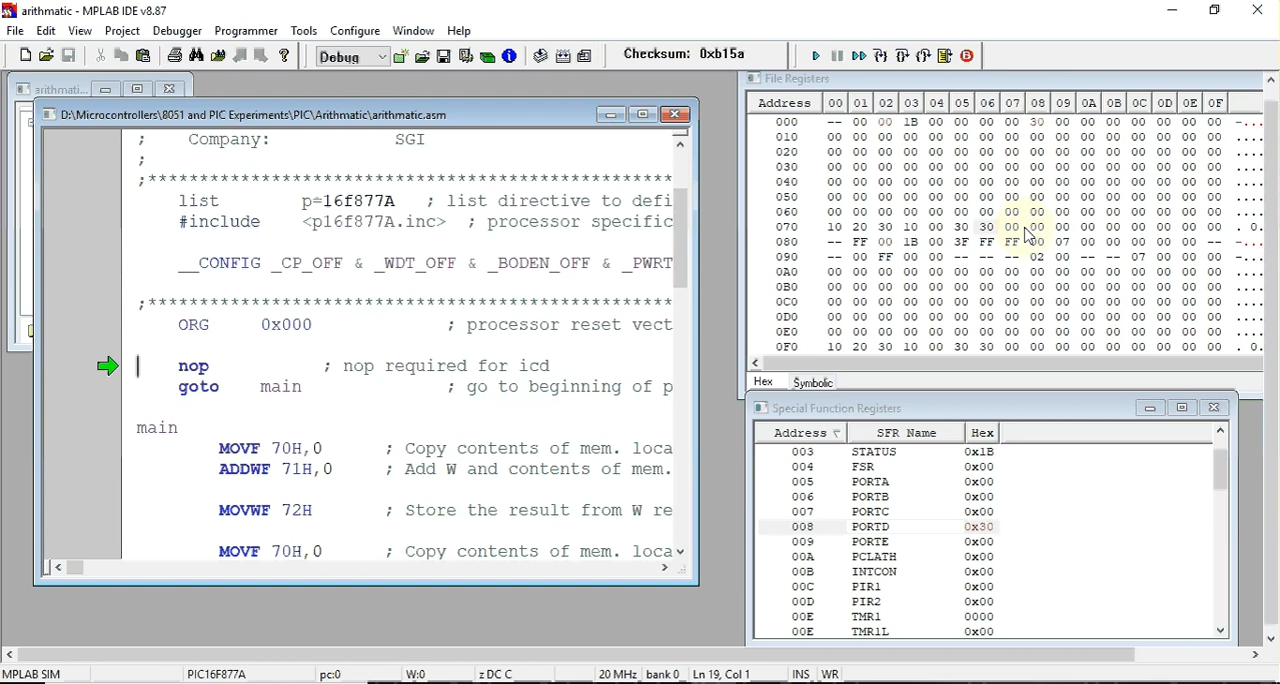 arithmatic - MPLAB IDE v8.87
File Edit View Project Debugger Programmer Tools Configure Window Help
Debug
Checksum: 0xb15a
arithmati...
D:\Microcontrollers\8051 and PIC Experiments\PIC\Arithmatic\arithmatic.asm
; Company: SGI
;
;****************************************************
list p=16f877A ; list directive to defi
#include <p16f877A.inc> ; processor specific
__CONFIG _CP_OFF & _WDT_OFF & _BODEN_OFF & _PWRT
;****************************************************
ORG 0x000 ; processor reset vect
nop ; nop required for icd
goto main ; go to beginning of p
main
MOVF 70H,0 ; Copy contents of mem. loca
ADDWF 71H,0 ; Add W and contents of mem.
MOVWF 72H ; Store the result from W re
MOVF 70H,0 ; Copy contents of mem. loca
File Registers
Address 00 01 02 03 04 05 06 07 08 09 0A 0B 0C 0D 0E 0F
000 -- 00 00 1B 00 00 00 00 30 00 00 00 00 00 00 00 -...
010 00 00 00 00 00 00 00 00 00 00 00 00 00 00 00 00 ....
020 00 00 00 00 00 00 00 00 00 00 00 00 00 00 00 00 ....
030 00 00 00 00 00 00 00 00 00 00 00 00 00 00 00 00 ....
040 00 00 00 00 00 00 00 00 00 00 00 00 00 00 00 00 ....
050 00 00 00 00 00 00 00 00 00 00 00 00 00 00 00 00 ....
060 00 00 00 00 00 00 00 00 00 00 00 00 00 00 00 00 ....
070 10 20 30 10 00 30 30 00 00 00 00 00 00 00 00 00 . 0.
080 -- FF 00 1B 00 3F FF FF 00 07 00 00 00 00 00 -- -...
090 -- 00 FF 00 00 -- -- -- 02 00 -- -- 07 00 00 00 --..
0A0 00 00 00 00 00 00 00 00 00 00 00 00 00 00 00 00 ....
0B0 00 00 00 00 00 00 00 00 00 00 00 00 00 00 00 00 ....
0C0 00 00 00 00 00 00 00 00 00 00 00 00 00 00 00 00 ....
0D0 00 00 00 00 00 00 00 00 00 00 00 00 00 00 00 00 ....
0E0 00 00 00 00 00 00 00 00 00 00 00 00 00 00 00 00 ....
0F0 10 20 30 10 00 30 30 00 00 00 00 00 00 00 00 00 . 0.
Hex Symbolic
Special Function Registers
Address SFR Name Hex
003 STATUS 0x1B
004 FSR 0x00
005 PORTA 0x00
006 PORTB 0x00
007 PORTC 0x00
008 PORTD 0x30
009 PORTE 0x00
00A PCLATH 0x00
00B INTCON 0x00
00C PIR1 0x00
00D PIR2 0x00
00E TMR1 0000
00E TMR1L 0x00
MPLAB SIM PIC16F877A pc:0 W:0 z DC C 20 MHz bank 0 Ln 19, Col 1 INS WR